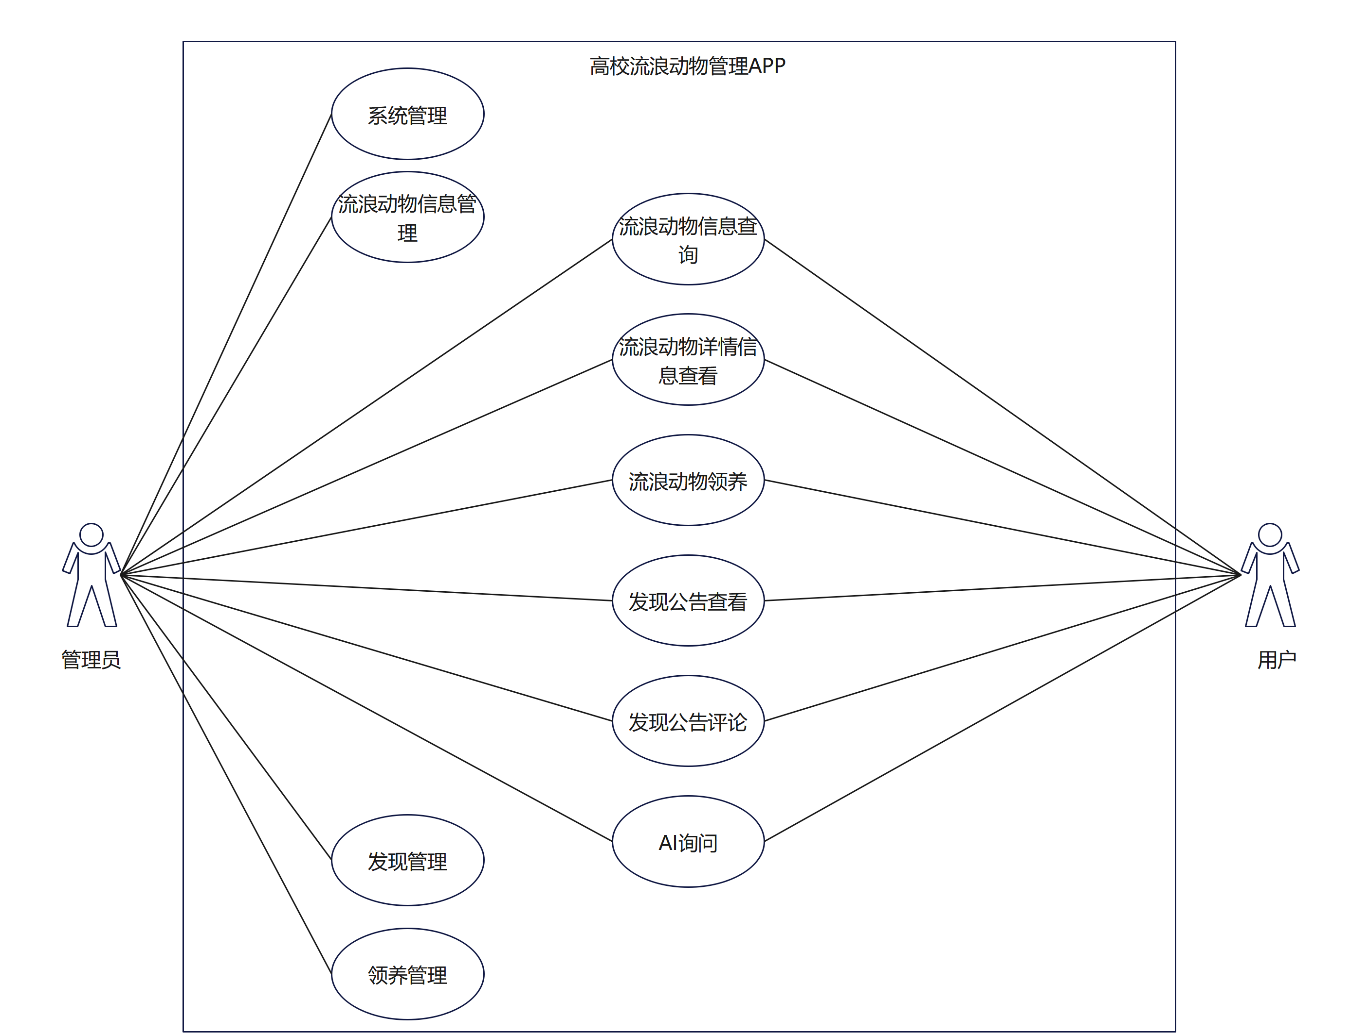 高校流浪动物管理APP
系统管理
流浪动物信息管
理
流浪动物信息查
询
流浪动物详情信
息查看
流浪动物领养
发现公告查看
管理员
用户
发现公告评论
AI询问
发现管理
领养管理